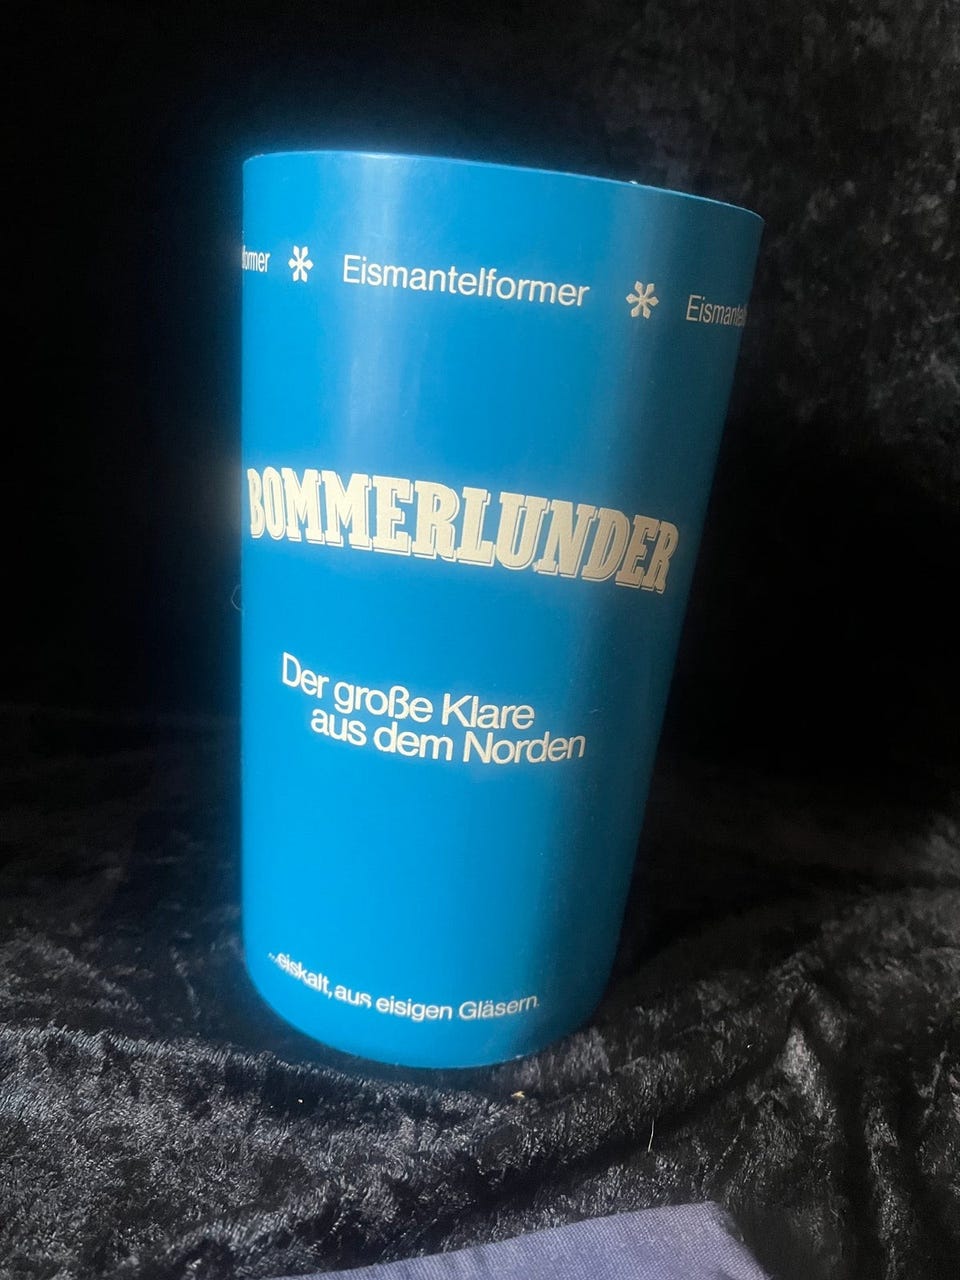 former * Eismantelformer * Eismantel
BOMMERLUNDER
Der große Klare
aus dem Norden
...eiskalt, aus eisigen Gläsern.